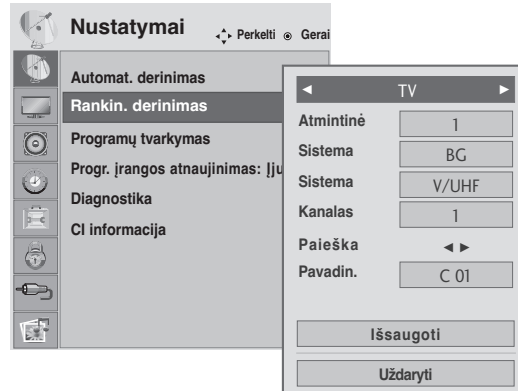 Nustatymai
Perkelti Gerai
Automat. derinimas
Rankin. derinimas
Programų tvarkymas
Progr. įrangos atnaujinimas: Įju
Diagnostika
CI informacija
◄ TV ►
Atmintinė 1
Sistema BG
Sistema V/UHF
Kanalas 1
Paieška ◄ ►
Pavadin. C 01
Išsaugoti
Uždaryti